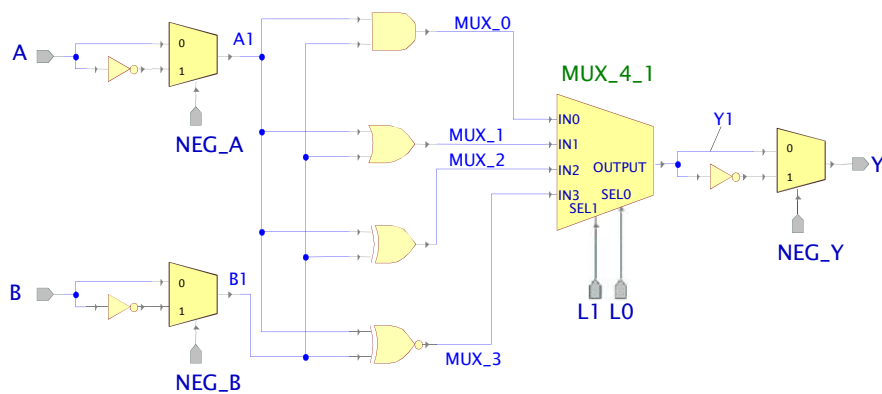 A
0
1
A1
NEG_A
B
0
1
B1
NEG_B
MUX_0
MUX_1
MUX_2
MUX_3
MUX_4_1
IN0
IN1
IN2
IN3
OUTPUT
SEL1
SEL0
L1
L0
Y1
0
1
Y
NEG_Y